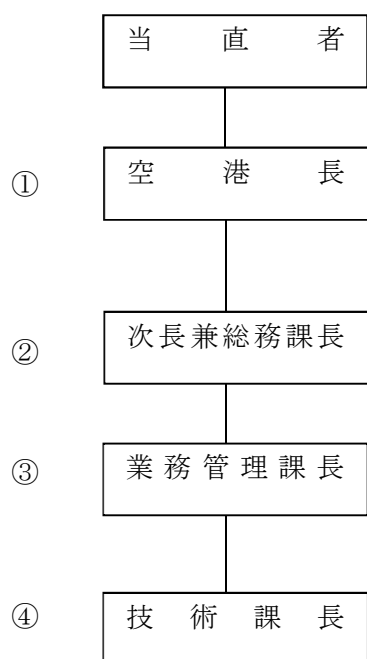 当直者
① 空港長
② 次長兼総務課長
③ 業務管理課長
④ 技術課長